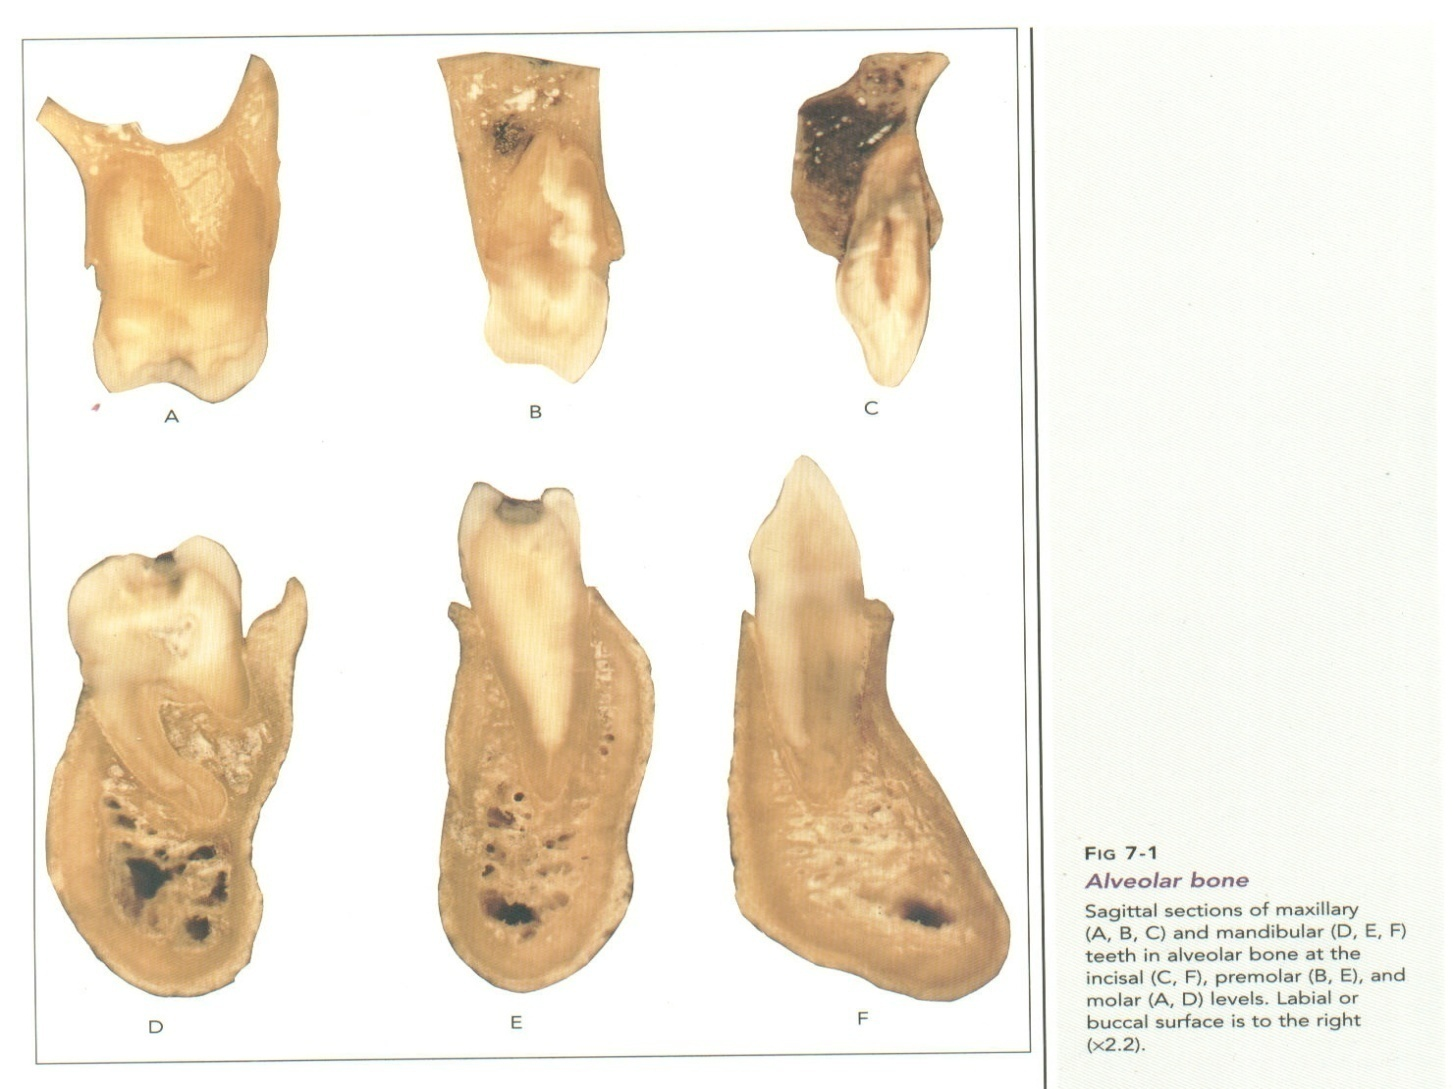 A
B
C
D
E
F
FIG 7-1
Alveolar bone
Sagittal sections of maxillary
(A, B, C) and mandibular (D, E, F)
teeth in alveolar bone at the
incisal (C, F), premolar (B, E), and
molar (A, D) levels. Labial or
buccal surface is to the right
(×2.2).